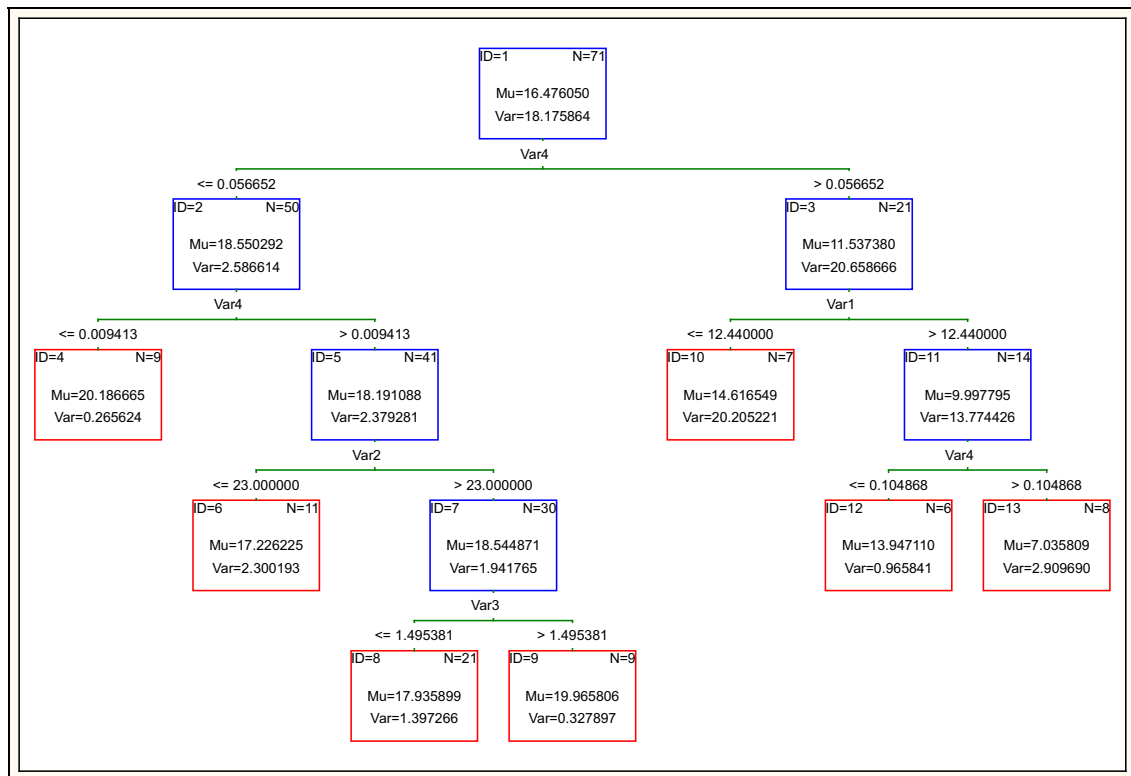 ID=1 N=71
Mu=16.476050
Var=18.175864
Var4
<= 0.056652 > 0.056652
ID=2 N=50 ID=3 N=21
Mu=18.550292 Mu=11.537380
Var=2.586614 Var=20.658666
Var4 Var1
<= 0.009413 > 0.009413 <= 12.440000 > 12.440000
ID=4 N=9 ID=5 N=41 ID=10 N=7 ID=11 N=14
Mu=20.186665 Mu=18.191088 Mu=14.616549 Mu=9.997795
Var=0.265624 Var=2.379281 Var=20.205221 Var=13.774426
Var2 Var4
<= 23.000000 > 23.000000 <= 0.104868 > 0.104868
ID=6 N=11 ID=7 N=30 ID=12 N=6 ID=13 N=8
Mu=17.226225 Mu=18.544871 Mu=13.947110 Mu=7.035809
Var=2.300193 Var=1.941765 Var=0.965841 Var=2.909690
Var3
<= 1.495381 > 1.495381
ID=8 N=21 ID=9 N=9
Mu=17.935899 Mu=19.965806
Var=1.397266 Var=0.327897